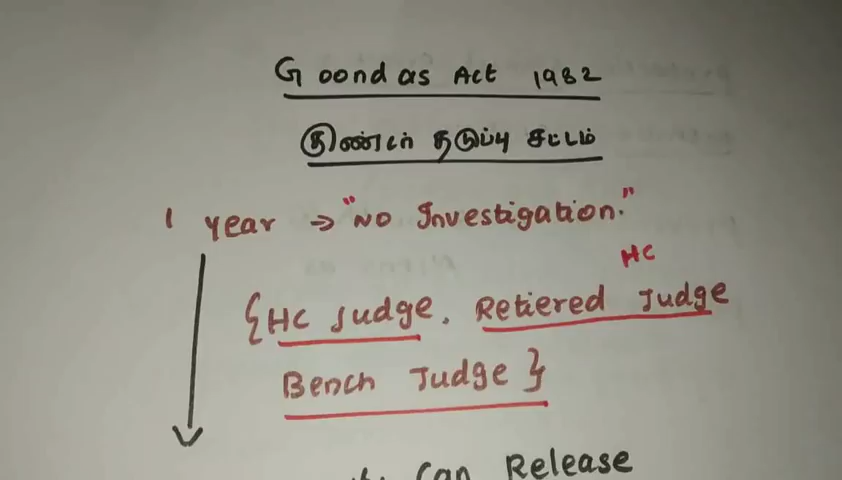 Goondas Act 1982
குண்டர் தடுப்பு சட்டம்
1 year → "No Investigation."
HC
{HC Judge, Retiered Judge
Bench Judge}
Can Release